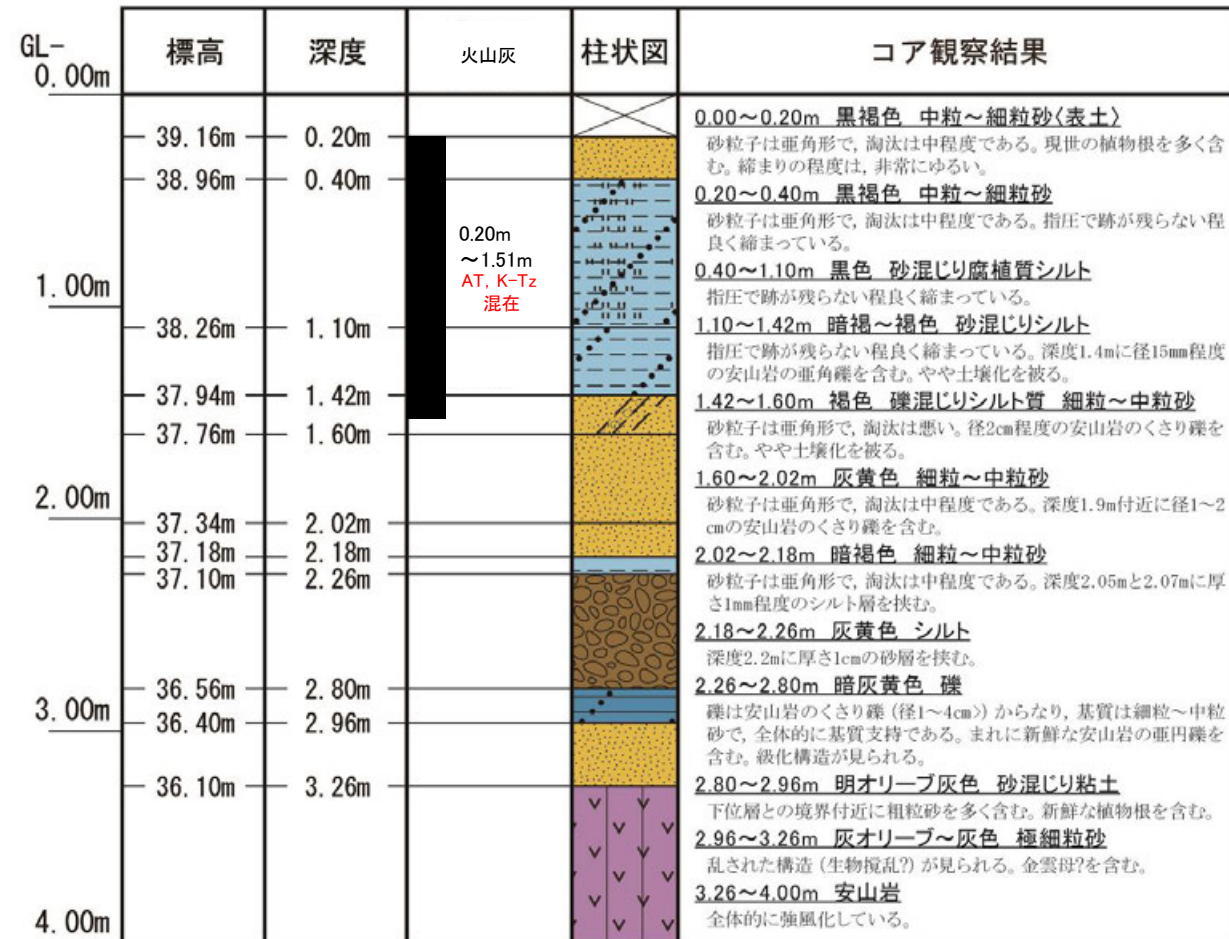 GL-
0.00m
標高
深度
火山灰
柱状図
コア観察結果
39.16m
0.20m
38.96m
0.40m
1.00m
38.26m
1.10m
37.94m
1.42m
37.76m
1.60m
2.00m
37.34m
2.02m
37.18m
2.18m
37.10m
2.26m
36.56m
2.80m
3.00m
36.40m
2.96m
36.10m
3.26m
4.00m
0.20m
～1.51m
AT, K-Tz
混在
0.00～0.20m 黒褐色 中粒～細粒砂〈表土〉
砂粒子は亜角形で, 淘汰は中程度である。現世の植物根を多く含
む。締まりの程度は, 非常にゆるい。
0.20～0.40m 黒褐色 中粒～細粒砂
砂粒子は亜角形で, 淘汰は中程度である。指圧で跡が残らない程
良く締まっている。
0.40～1.10m 黒色 砂混じり腐植質シルト
指圧で跡が残らない程良く締まっている。
1.10～1.42m 暗褐～褐色 砂混じりシルト
指圧で跡が残らない程良く締まっている。深度1.4mに径15mm程度
の安山岩の亜角礫を含む。やや土壌化を被る。
1.42～1.60m 褐色 礫混じりシルト質 細粒～中粒砂
砂粒子は亜角形で, 淘汰は悪い。径2cm程度の安山岩のくさり礫を
含む。やや土壌化を被る。
1.60～2.02m 灰黄色 細粒～中粒砂
砂粒子は亜角形で, 淘汰は中程度である。深度1.9m付近に径1～2
cmの安山岩のくさり礫を含む。
2.02～2.18m 暗褐色 細粒～中粒砂
砂粒子は亜角形で, 淘汰は中程度である。深度2.05mと2.07mに厚
さ1mm程度のシルト層を挟む。
2.18～2.26m 灰黄色 シルト
深度2.2mに厚さ1cmの砂層を挟む。
2.26～2.80m 暗灰黄色 礫
礫は安山岩のくさり礫 (径1～4cm〉) からなり, 基質は細粒～中粒
砂で, 全体的に基質支持である。まれに新鮮な安山岩の亜円礫を
含む。級化構造が見られる。
2.80～2.96m 明オリーブ灰色 砂混じり粘土
下位層との境界付近に粗粒砂を多く含む。新鮮な植物根を含む。
2.96～3.26m 灰オリーブ～灰色 極細粒砂
乱された構造 (生物撹乱?) が見られる。金雲母?を含む。
3.26～4.00m 安山岩
全体的に強風化している。